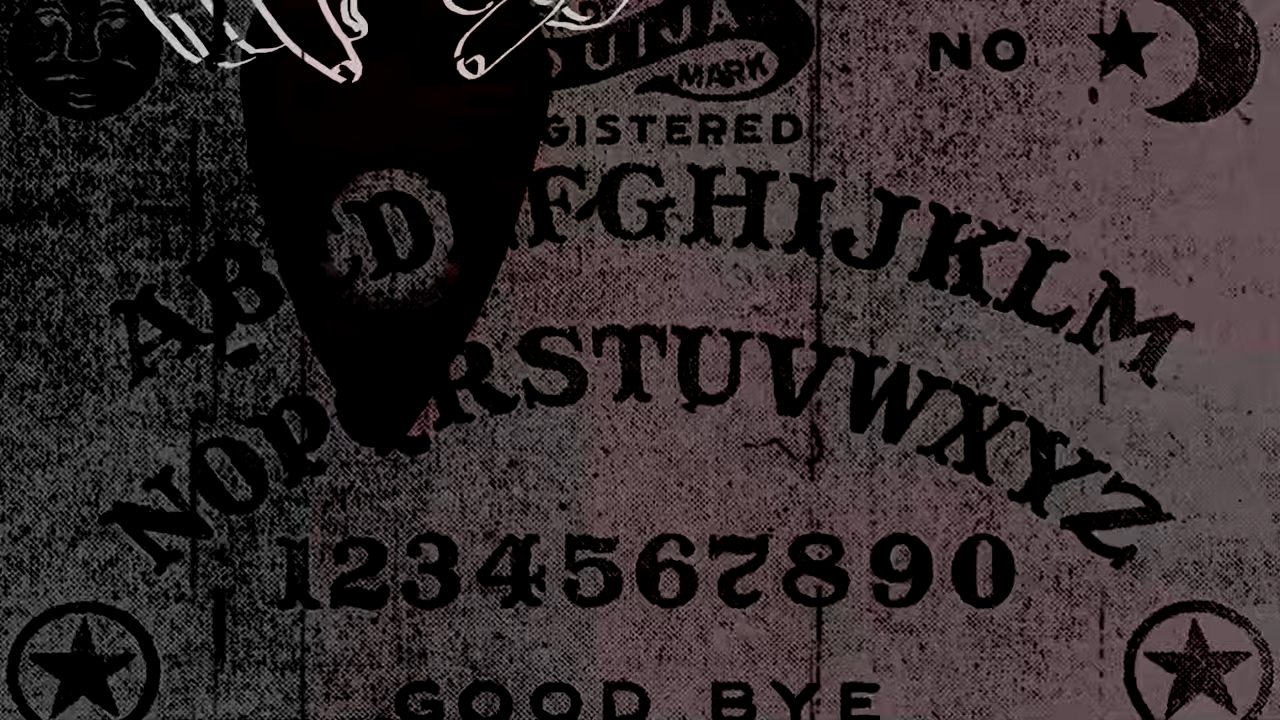 OUIJA
MARK
NO
GISTERED
AB D FGHIJKLM
NOP RSTUVWXYZ
1234567890
GOOD BYE